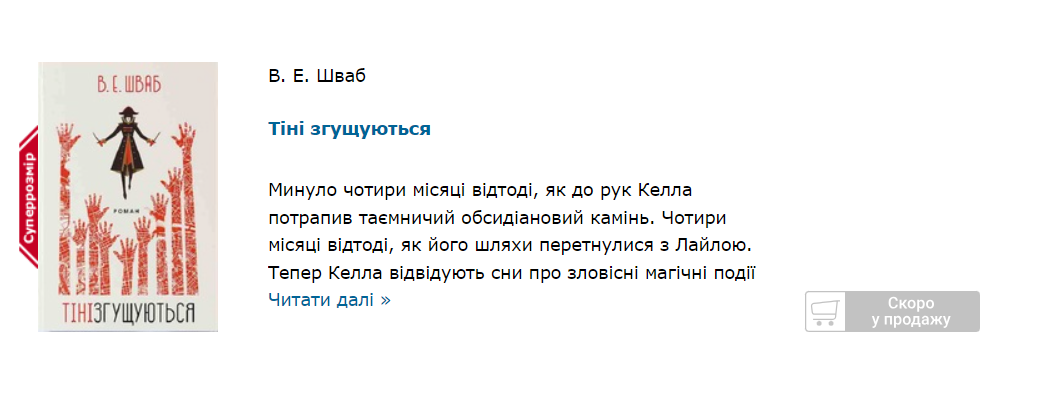 В. Е. ШВАБ
Суперрозмір
РОМАН
ТІНІЗГУЩУЮТЬСЯ
В. Е. Шваб
Тіні згущуються
Минуло чотири місяці відтоді, як до рук Келла
потрапив таємничий обсидіановий камінь. Чотири
місяці відтоді, як його шляхи перетнулися з Лайлою.
Тепер Келла відвідують сни про зловісні магічні події
Читати далі »
Скоро
у продажу